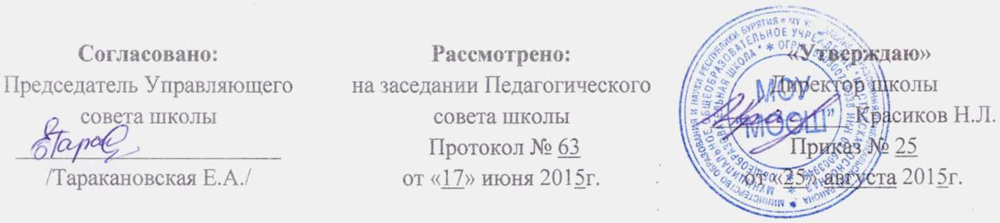 Согласовано:
Председатель Управляющего
совета школы
/Таракановская Е.А./
Рассмотрено:
на заседании Педагогического
совета школы
Протокол № 63
от «17» июня 2015г.
«Утверждаю»
Директор школы
Красиков Н.Л.
Приказ № 25
от «25» августа 2015г.
МОУ
МООШ"